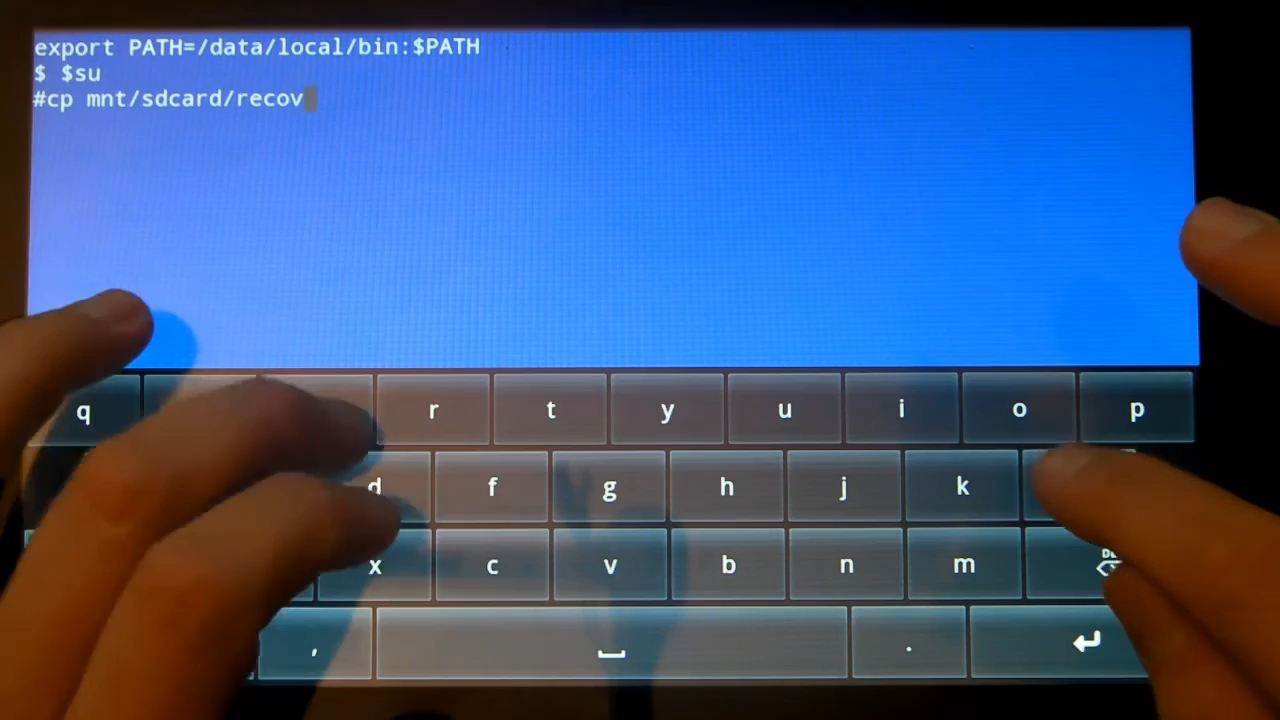 export PATH=/data/local/bin:$PATH
$ $su
#cp mnt/sdcard/recov
q r t y u i o p
d f g h j k
x c v b n m
, .